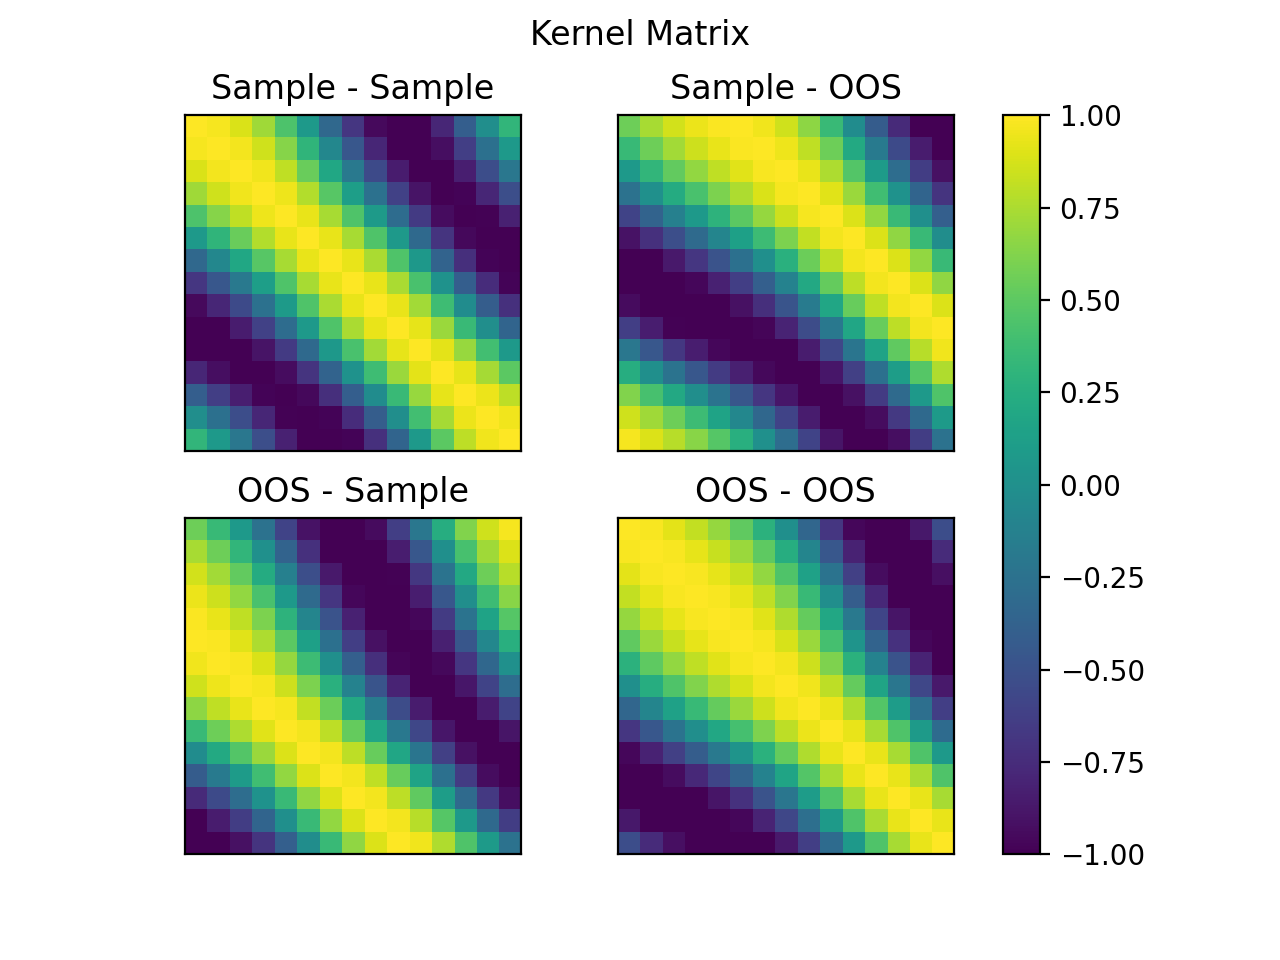 Kernel Matrix
Sample - Sample
Sample - OOS
OOS - Sample
OOS - OOS
1.00
0.75
0.50
0.25
0.00
−0.25
−0.50
−0.75
−1.00